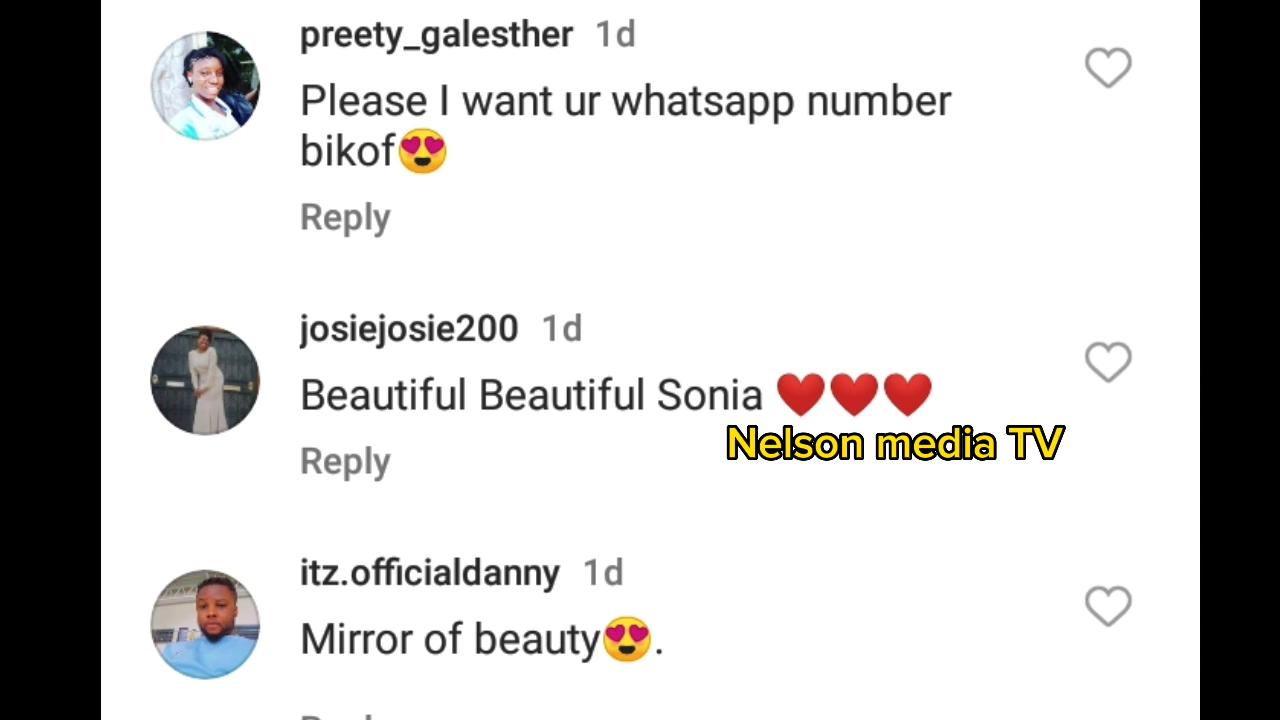 preety_galesther 1d
Please I want ur whatsapp number
bikof😍
Reply
josiejosie200 1d
Beautiful Beautiful Sonia ❤️❤️❤️
Nelson media TV
Reply
itz.officialdanny 1d
Mirror of beauty😍.